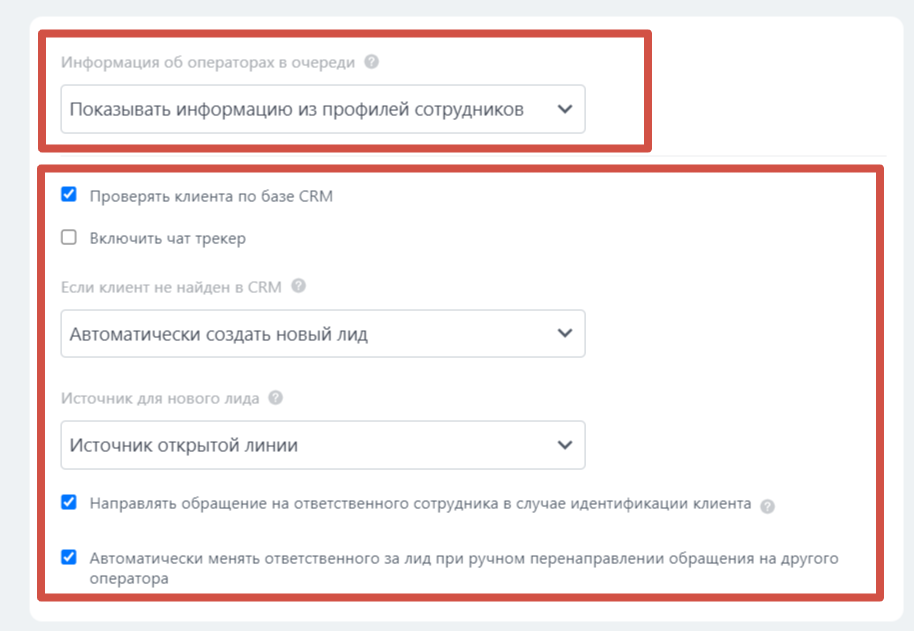 Информация об операторах в очереди ?
Показывать информацию из профилей сотрудников
Проверять клиента по базе CRM
Включить чат трекер
Если клиент не найден в CRM ?
Автоматически создать новый лид
Источник для нового лида ?
Источник открытой линии
Направлять обращение на ответственного сотрудника в случае идентификации клиента ?
Автоматически менять ответственного за лид при ручном перенаправлении обращения на другого
оператора